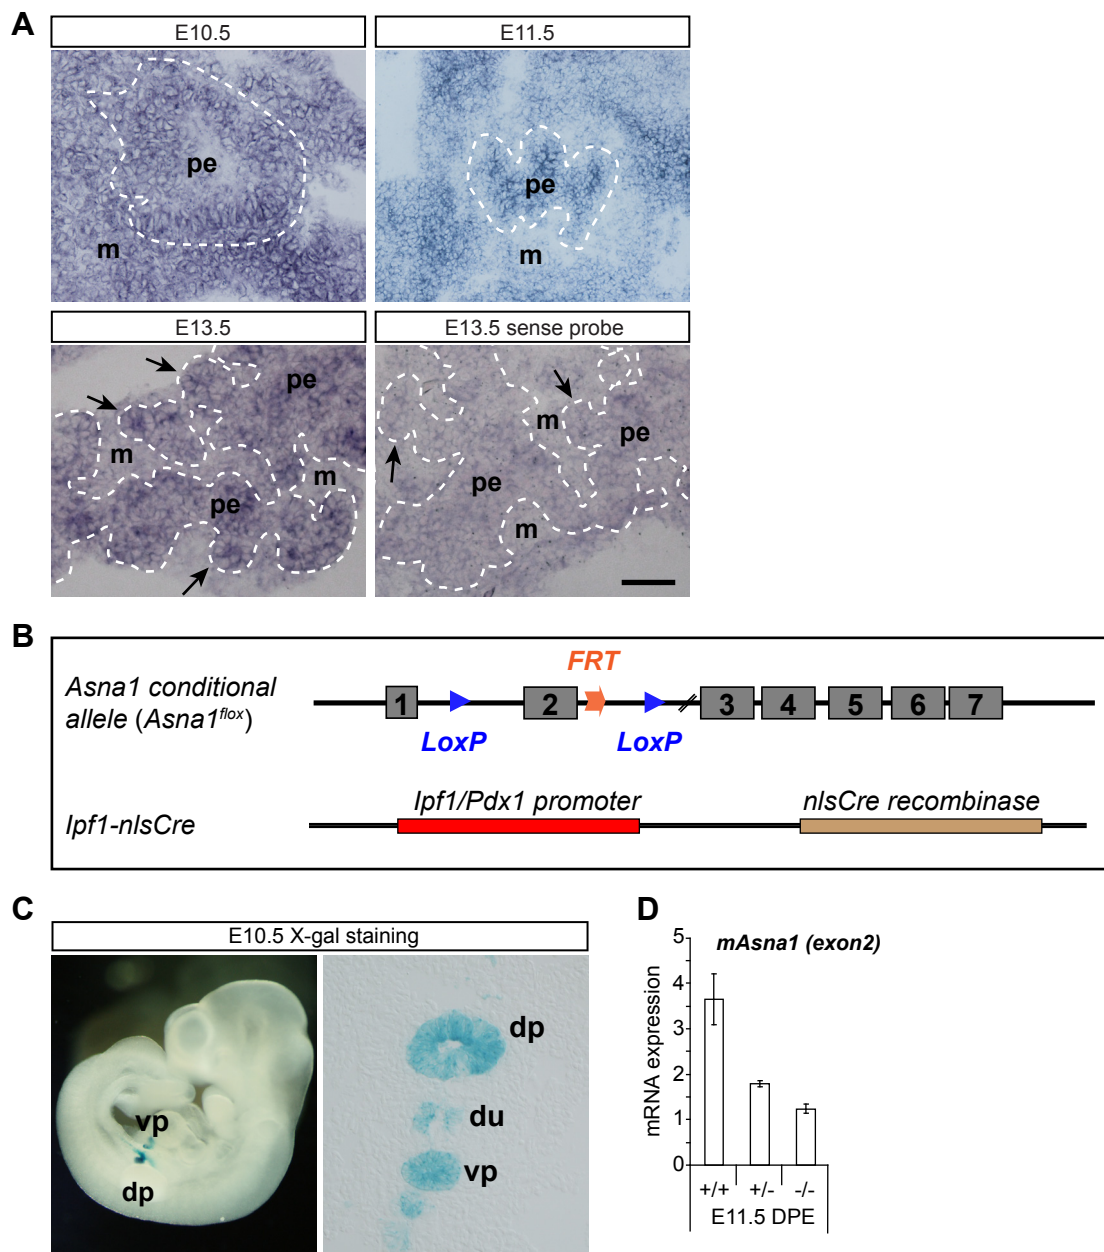 A
E10.5
E11.5
pe
m
pe
m
E13.5
E13.5 sense probe
pe
m
m
pe
m
pe
pe
m
B
FRT
Asna1 conditional
allele (Asna1flox)
1
2
3
4
5
6
7
LoxP
LoxP
Ipf1/Pdx1 promoter
nlsCre recombinase
Ipf1-nlsCre
C
E10.5 X-gal staining
vp
dp
dp
du
vp
D
mAsna1 (exon2)
mRNA expression
5
4
3
2
1
0
+/+
+/-
-/-
E11.5 DPE